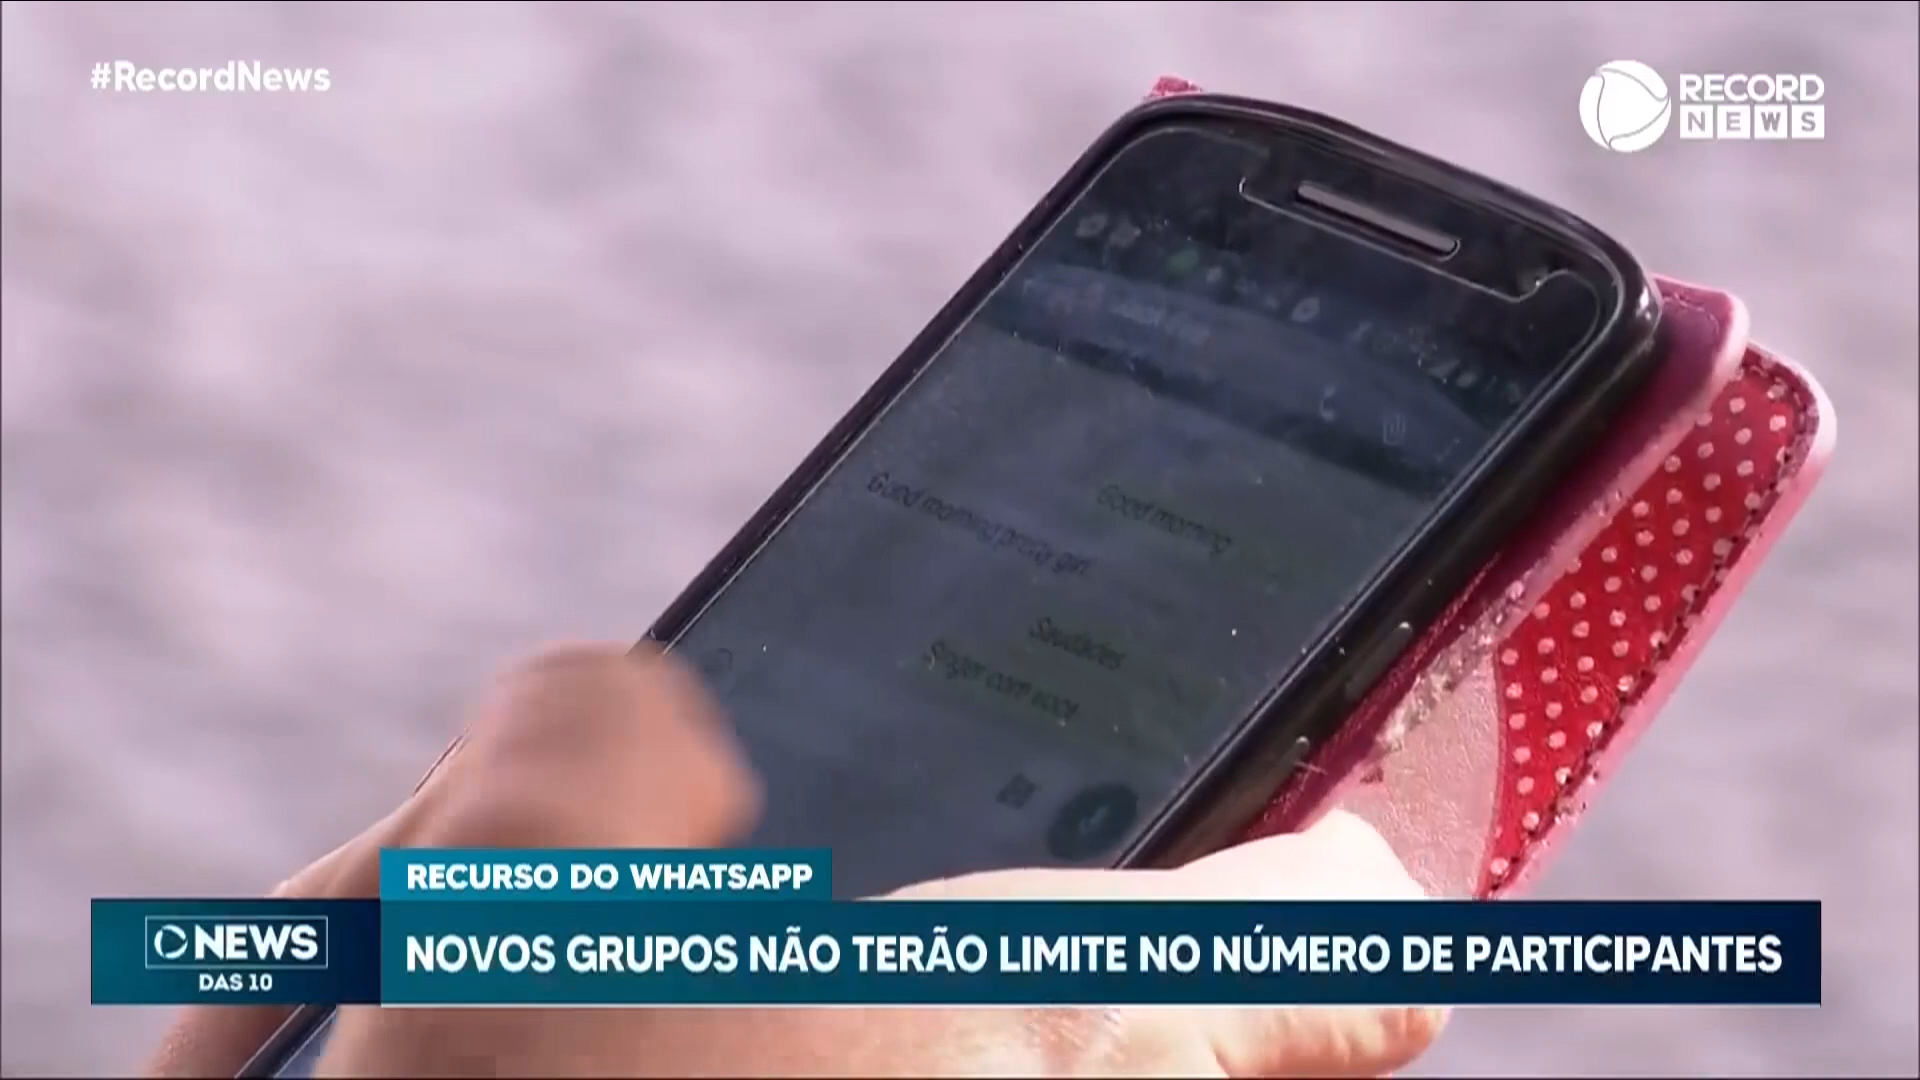 #RecordNews
RECORD
NEWS
Good morning
Good morning pretty girl
Saudades
RECURSO DO WHATSAPP
NEWS
DAS 10
NOVOS GRUPOS NÃO TERÃO LIMITE NO NÚMERO DE PARTICIPANTES